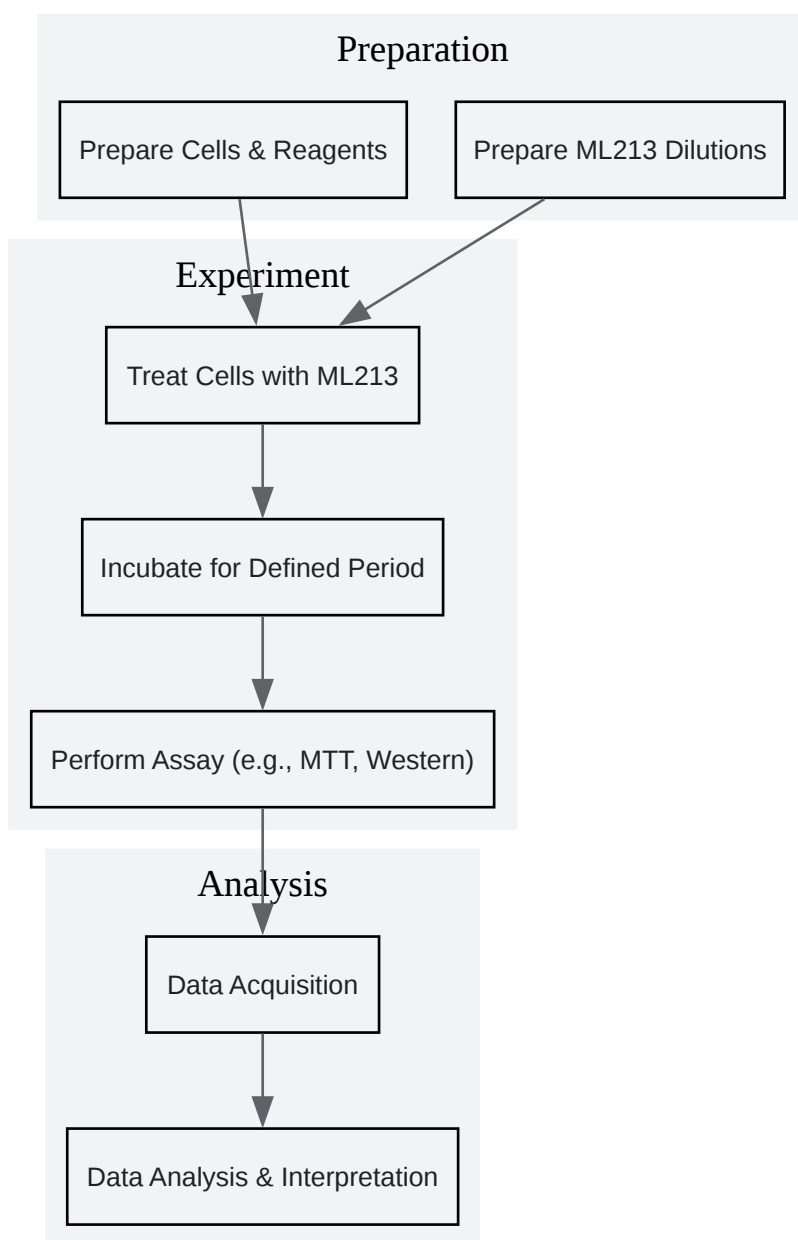 Preparation
Prepare Cells & Reagents
Prepare ML213 Dilutions
Experiment
Treat Cells with ML213
Incubate for Defined Period
Perform Assay (e.g., MTT, Western)
Analysis
Data Acquisition
Data Analysis & Interpretation